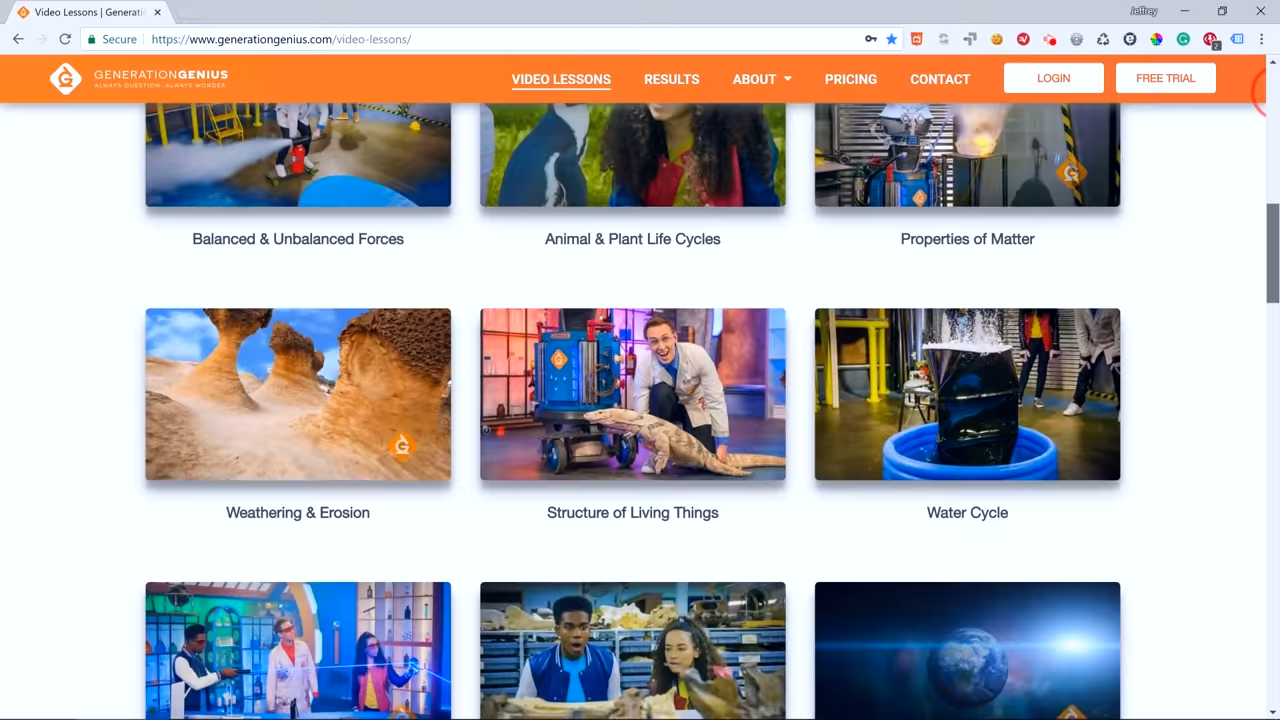 Video Lessons | Generati
Jeffrey
Secure
https://www.generationgenius.com/video-lessons/
2
GENERATIONGENIUS
ALWAYS QUESTION. ALWAYS WONDER.
VIDEO LESSONS
RESULTS
ABOUT
PRICING
CONTACT
LOGIN
FREE TRIAL
Balanced & Unbalanced Forces
Animal & Plant Life Cycles
Properties of Matter
Weathering & Erosion
Structure of Living Things
Water Cycle